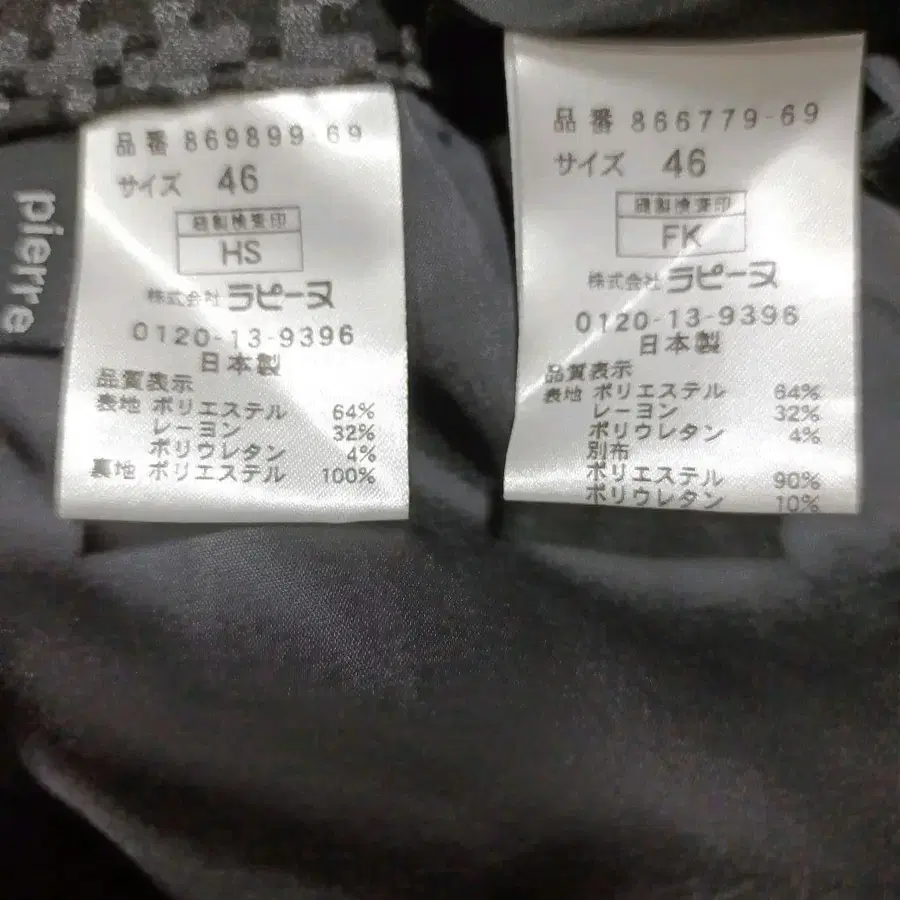 pierre
品番 869899-69
サイズ 46
縫製検査印
HS
株式会社 ラピーヌ
0120-13-9396
日本製
品質表示
表地 ポリエステル 64%
レーヨン 32%
ポリウレタン 4%
裏地 ポリエステル 100%
品番 866779-69
サイズ 46
縫製検査印
FK
株式会社 ラピーヌ
0120-13-9396
日本製
品質表示
表地 ポリエステル 64%
レーヨン 32%
ポリウレタン 4%
別布
ポリエステル 90%
ポリウレタン 10%